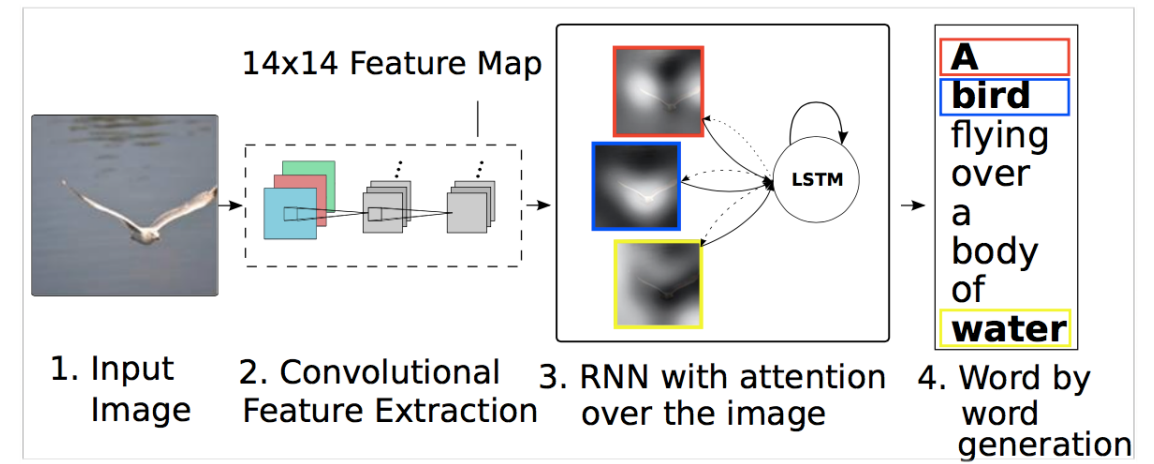 14x14 Feature Map
LSTM
A
bird
flying
over
a
body
of
water
1. Input
Image
2. Convolutional
Feature Extraction
3. RNN with attention
over the image
4. Word by
word
generation